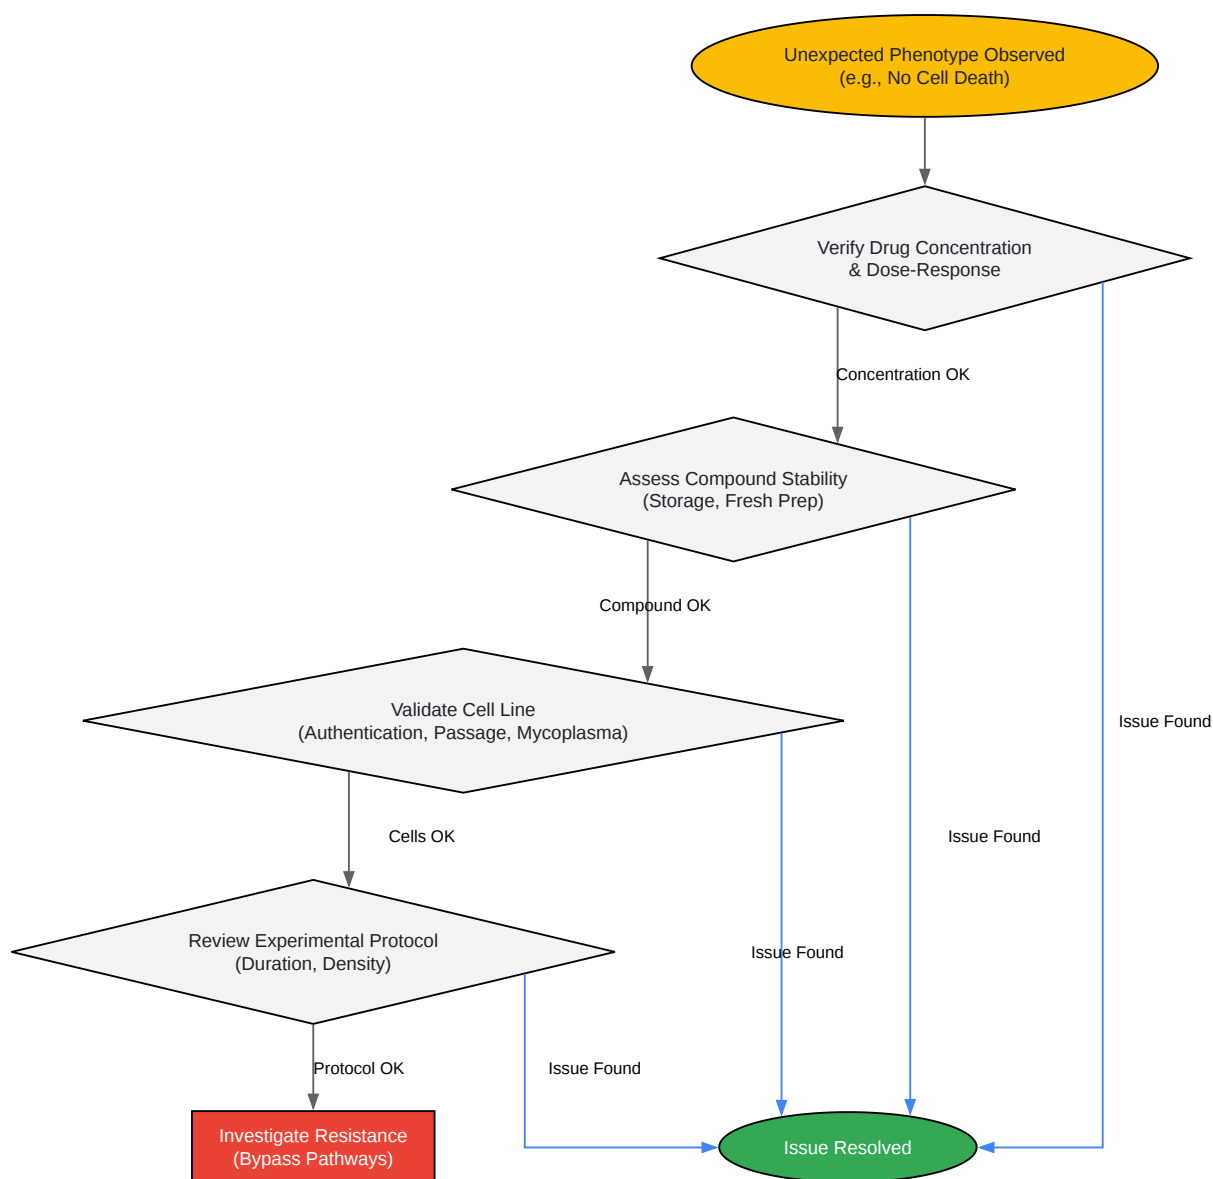 Unexpected Phenotype Observed
(e.g., No Cell Death)
Verify Drug Concentration
& Dose-Response
Concentration OK
Assess Compound Stability
(Storage, Fresh Prep)
Compound OK
Validate Cell Line
(Authentication, Passage, Mycoplasma)
Issue Found
Cells OK
Issue Found
Review Experimental Protocol
(Duration, Density)
Issue Found
Protocol OK
Issue Found
Investigate Resistance
(Bypass Pathways)
Issue Resolved